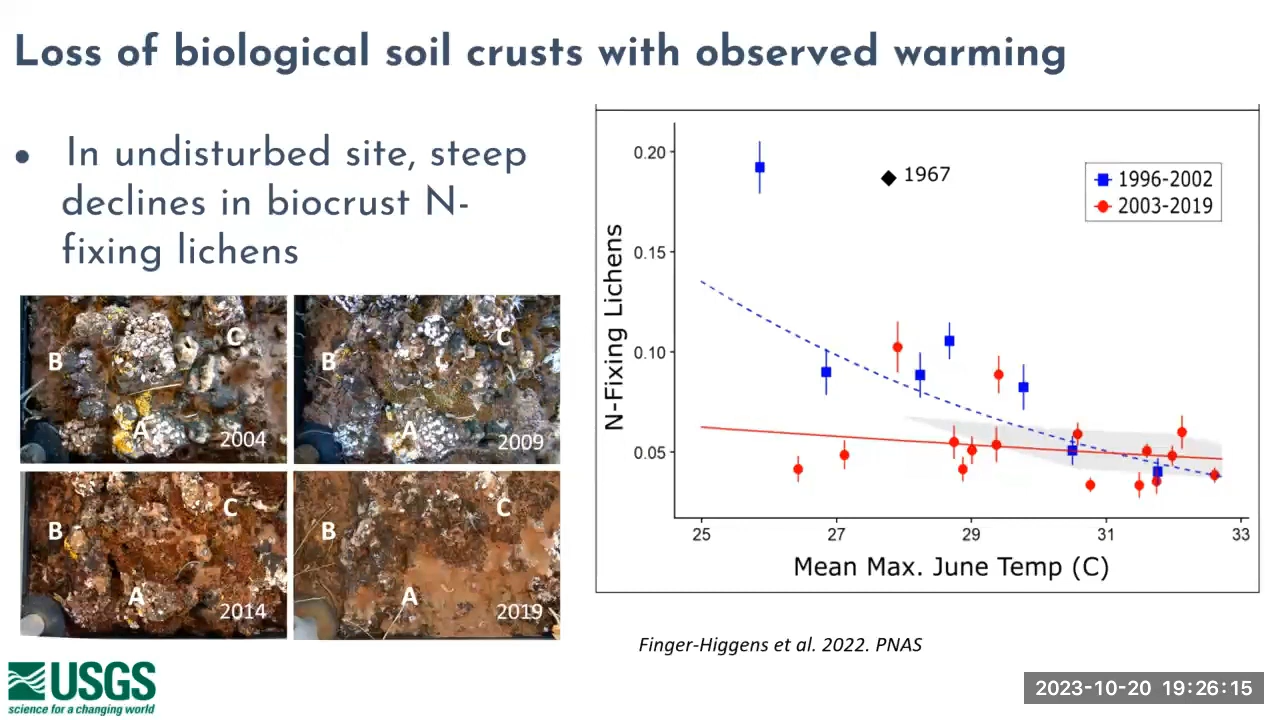 Loss of biological soil crusts with observed warming
• In undisturbed site, steep
declines in biocrust N-
fixing lichens
B
C
A
2004
B
C
A
2009
B
C
A
2014
B
C
A
2019
USGS
science for a changing world
N-Fixing Lichens
0.20
0.15
0.10
0.05
1967
1996-2002
2003-2019
25 27 29 31 33
Mean Max. June Temp (C)
Finger-Higgens et al. 2022. PNAS
2023-10-20 19:26:15